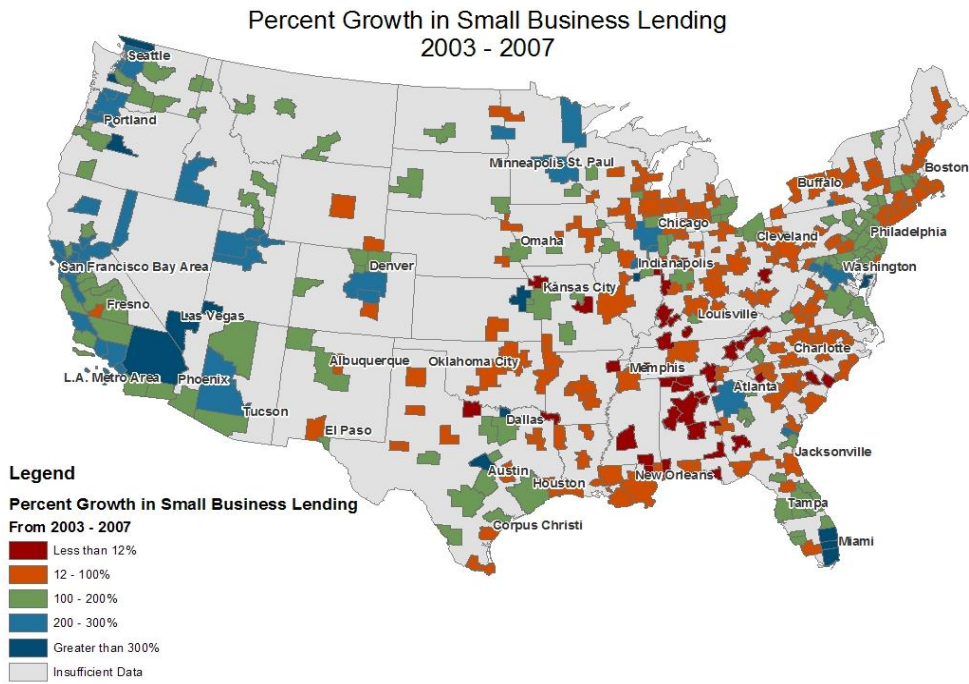 Percent Growth in Small Business Lending
2003 - 2007
Seattle
Portland
Minneapolis St. Paul
Boston
Buffalo
Chicago
Cleveland
Philadelphia
Omaha
Denver
Indianapolis
Washington
San Francisco Bay Area
Kansas City
Fresno
Las Vegas
Louisville
Charlotte
Albuquerque
Oklahoma City
Memphis
L.A. Metro Area
Phoenix
Atlanta
Tucson
Dallas
El Paso
Jacksonville
Austin
New Orleans
Houston
Tampa
Corpus Christi
Miami
Legend
Percent Growth in Small Business Lending
From 2003 - 2007
Less than 12%
12 - 100%
100 - 200%
200 - 300%
Greater than 300%
Insufficient Data